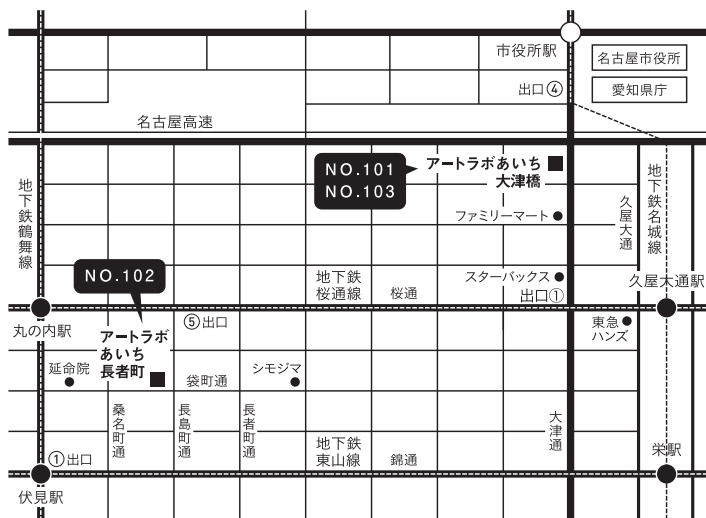 市役所駅
名古屋市役所
出口④
愛知県庁
名古屋高速
NO.101
NO.103
アートラボあいち
大津橋
地下鉄鶴舞線
久屋大通
地下鉄名城線
ファミリーマート
NO.102
地下鉄
桜通線
桜通
スターバックス
出口①
久屋大通駅
丸の内駅
⑤出口
東急
ハンズ
アートラボ
あいち
長者町
延命院
袋町通
シモジマ
桑名町通
長島町通
長者町通
大津通
地下鉄
東山線
錦通
①出口
栄駅
伏見駅